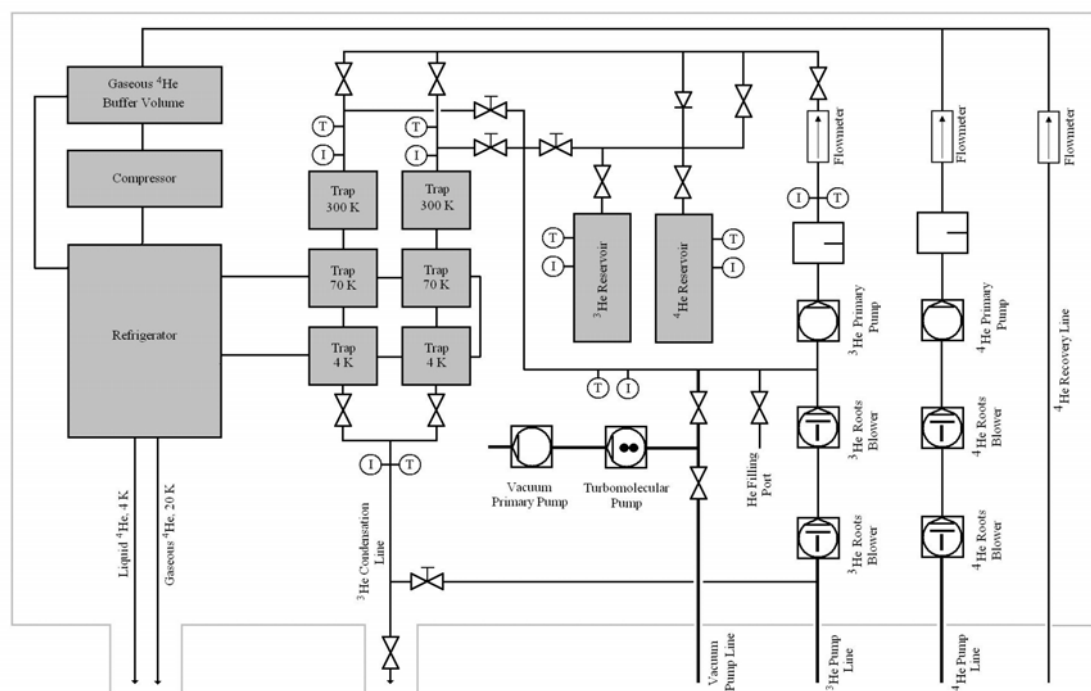 Gaseous ⁴He
Buffer Volume
Compressor
Refrigerator
T
T
I
I
Trap
300 K
Trap
300 K
Trap
70 K
Trap
70 K
Trap
4 K
Trap
4 K
I
T
T
I
³He Reservoir
T
I
⁴He Reservoir
T
I
I
T
Flowmeter
Flowmeter
Flowmeter
³He Primary
Pump
⁴He Primary
Pump
³He Roots
Blower
⁴He Roots
Blower
³He Roots
Blower
⁴He Roots
Blower
⁴He Recovery Line
Vacuum
Primary Pump
Turbomolecular
Pump
He Filling
Port
Liquid ⁴He, 4 K
Gaseous ⁴He, 20 K
³He Condensation
Line
Vacuum
Pump Line
³He Pump
Line
⁴He Pump
Line